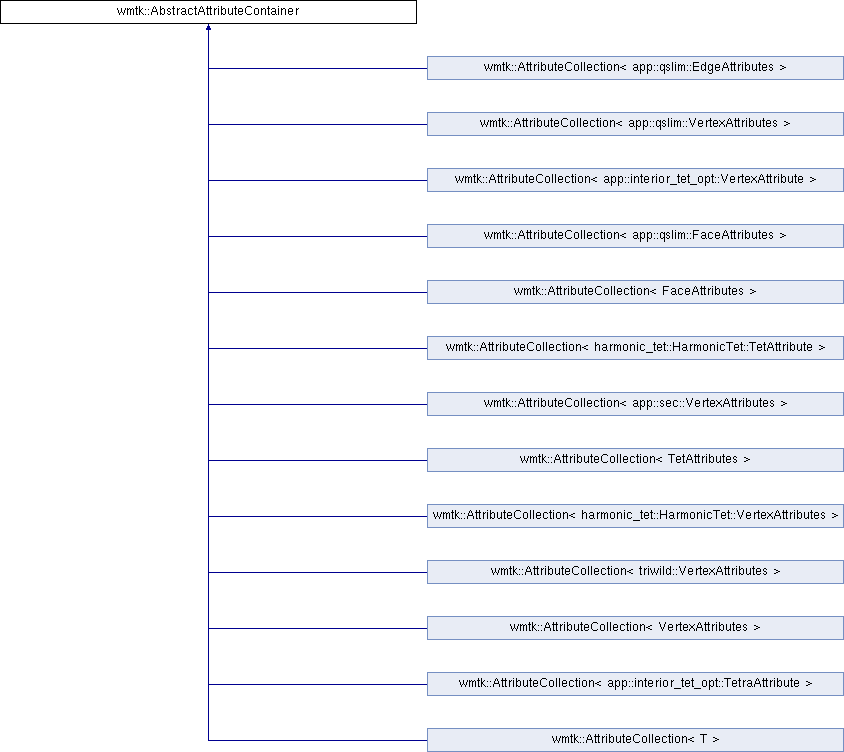 wmtk::AbstractAttributeContainer
wmtk::AttributeCollection< app::qslim::EdgeAttributes >
wmtk::AttributeCollection< app::qslim::VertexAttributes >
wmtk::AttributeCollection< app::interior_tet_opt::VertexAttribute >
wmtk::AttributeCollection< app::qslim::FaceAttributes >
wmtk::AttributeCollection< FaceAttributes >
wmtk::AttributeCollection< harmonic_tet::HarmonicTet::TetAttribute >
wmtk::AttributeCollection< app::sec::VertexAttributes >
wmtk::AttributeCollection< TetAttributes >
wmtk::AttributeCollection< harmonic_tet::HarmonicTet::VertexAttributes >
wmtk::AttributeCollection< triwild::VertexAttributes >
wmtk::AttributeCollection< VertexAttributes >
wmtk::AttributeCollection< app::interior_tet_opt::TetraAttribute >
wmtk::AttributeCollection< T >